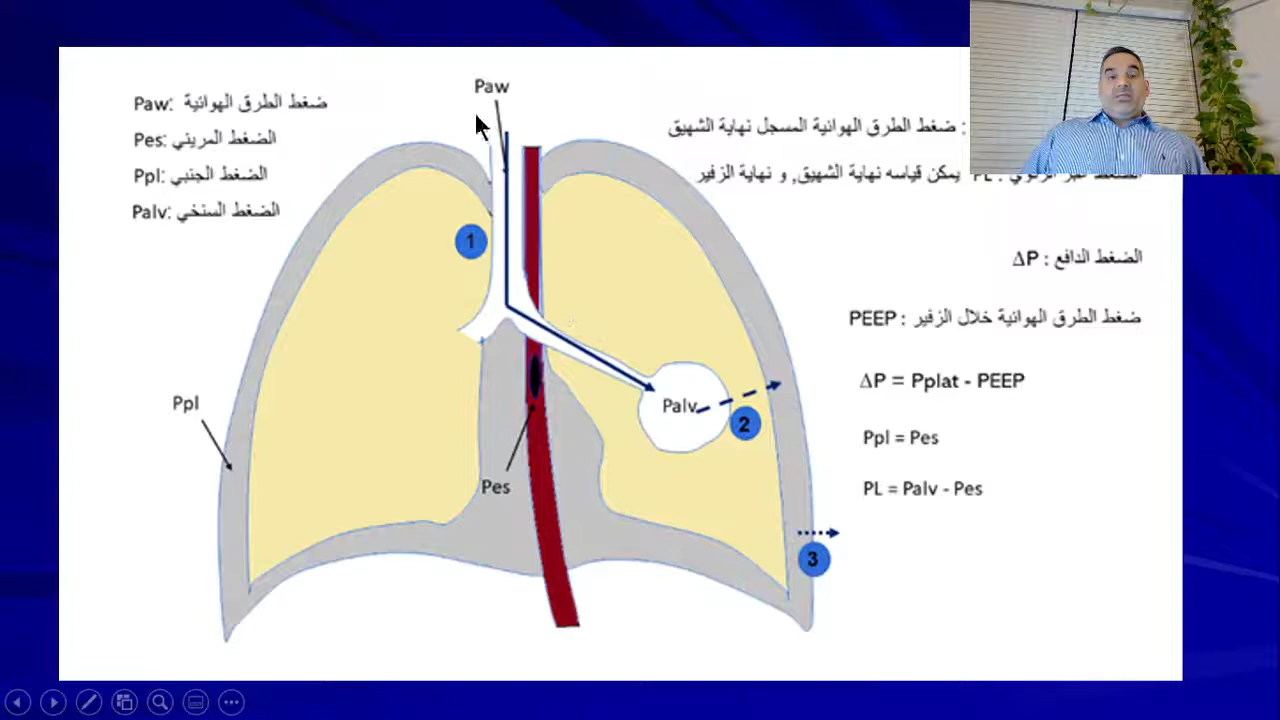 Paw: ضغط الطرق الهوائية
Pes: الضغط المريئي
Ppl: الضغط الجنبي
Palv: الضغط السنخي
Paw
1
Ppl
Pes
Palv
2
3
: ضغط الطرق الهوائية المسجل نهاية الشهيق
PL : يمكن قياسه نهاية الشهيق, و نهاية الزفير
الضغط الدافع : ΔP
ضغط الطرق الهوائية خلال الزفير : PEEP
ΔP = Pplat - PEEP
Ppl = Pes
PL = Palv - Pes